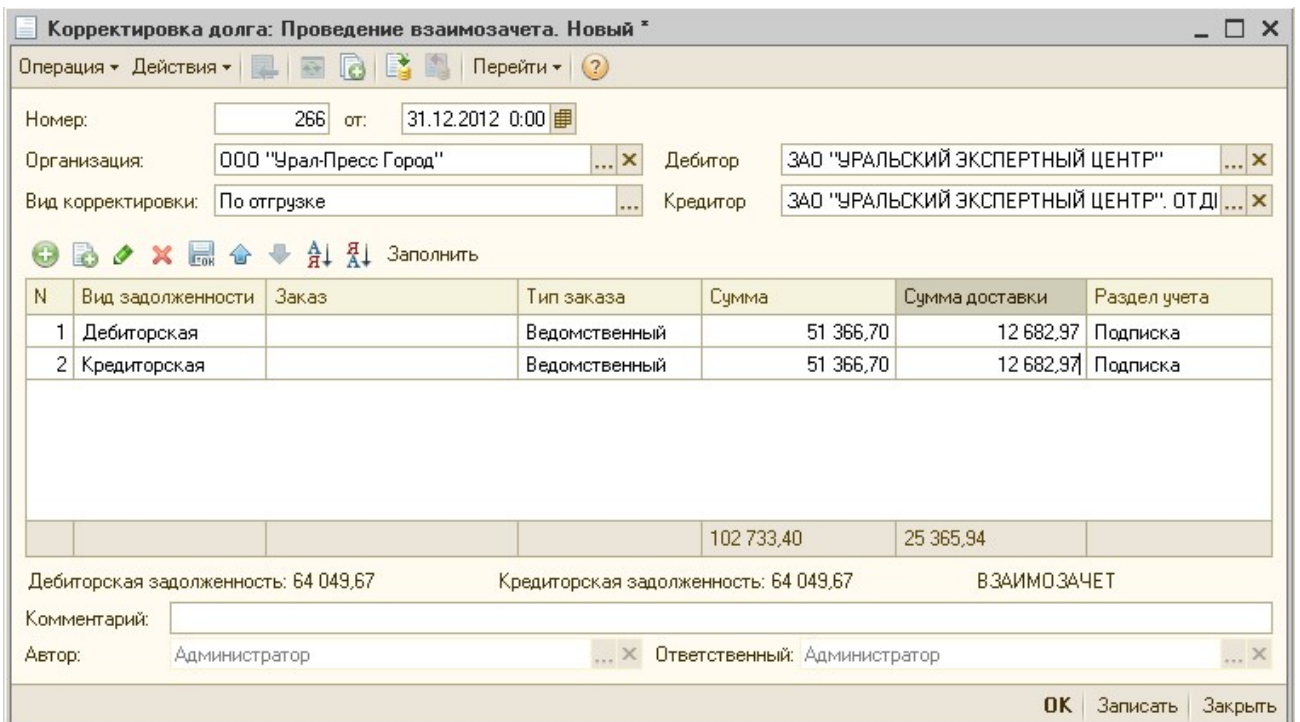 Корректировка долга: Проведение взаимозачета. Новый *
Операция Действия Перейти ?
Номер: 266 от: 31.12.2012 0:00
Организация: ООО "Урал-Пресс Город" ... Дебитор ЗАО "УРАЛЬСКИЙ ЭКСПЕРТНЫЙ ЦЕНТР" ...
Вид корректировки: По отгрузке ... Кредитор ЗАО "УРАЛЬСКИЙ ЭКСПЕРТНЫЙ ЦЕНТР". ОТДІ ...
Заполнить
N Вид задолженности Заказ Тип заказа Сумма Сумма доставки Раздел учета
1 Дебиторская Ведомственный 51 366,70 12 682,97 Подписка
2 Кредиторская Ведомственный 51 366,70 12 682,97 Подписка
102 733,40 25 365,94
Дебиторская задолженность: 64 049,67 Кредиторская задолженность: 64 049,67 ВЗАИМОЗАЧЕТ
Комментарий:
Автор: Администратор ... Ответственный: Администратор ...
ОК Записать Закрыть